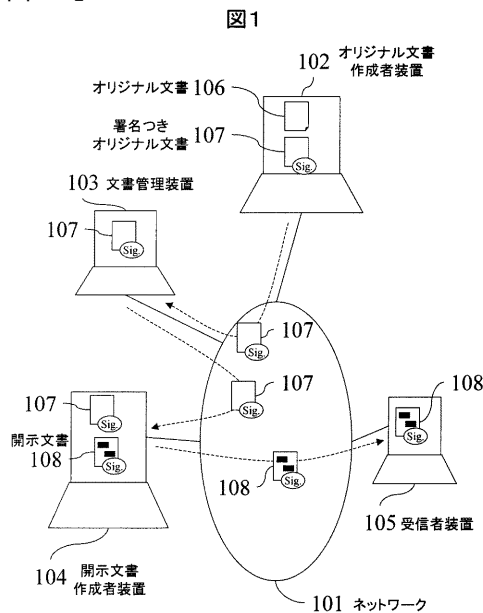 図1
102 オリジナル文書
作成者装置
オリジナル文書 106
署名つき
オリジナル文書 107
Sig.
103 文書管理装置
107
Sig.
107
Sig.
107
Sig.
107
Sig.
開示文書
108
Sig.
108
Sig.
108
Sig.
105 受信者装置
104 開示文書
作成者装置
101 ネットワーク